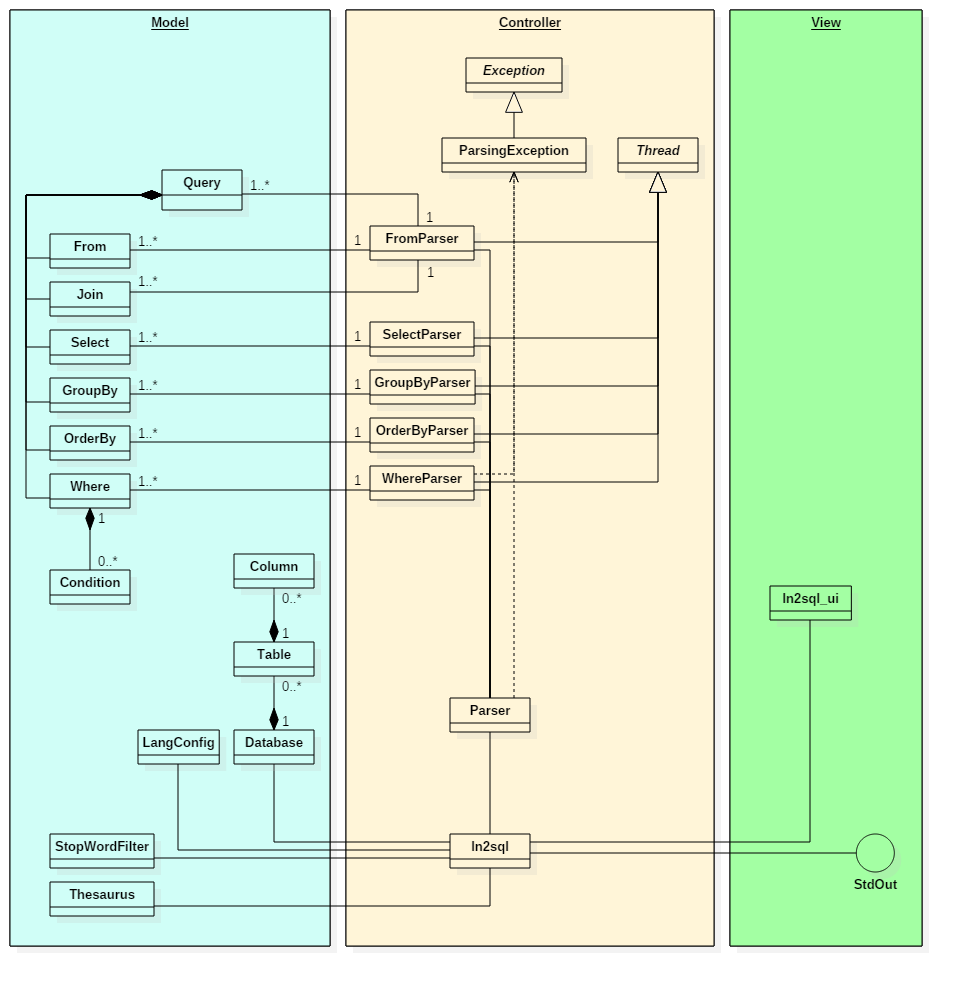 Model
Controller
View
Exception
ParsingException
Thread
Query
1..*
1
FromParser
From
1..*
1
Join
1..*
1
Select
1..*
1
SelectParser
GroupBy
1..*
1
GroupByParser
OrderBy
1..*
1
OrderByParser
Where
1..*
1
WhereParser
1
0..*
Condition
Column
0..*
1
Table
0..*
1
ln2sql_ui
Parser
LangConfig
Database
StopWordFilter
ln2sql
StdOut
Thesaurus